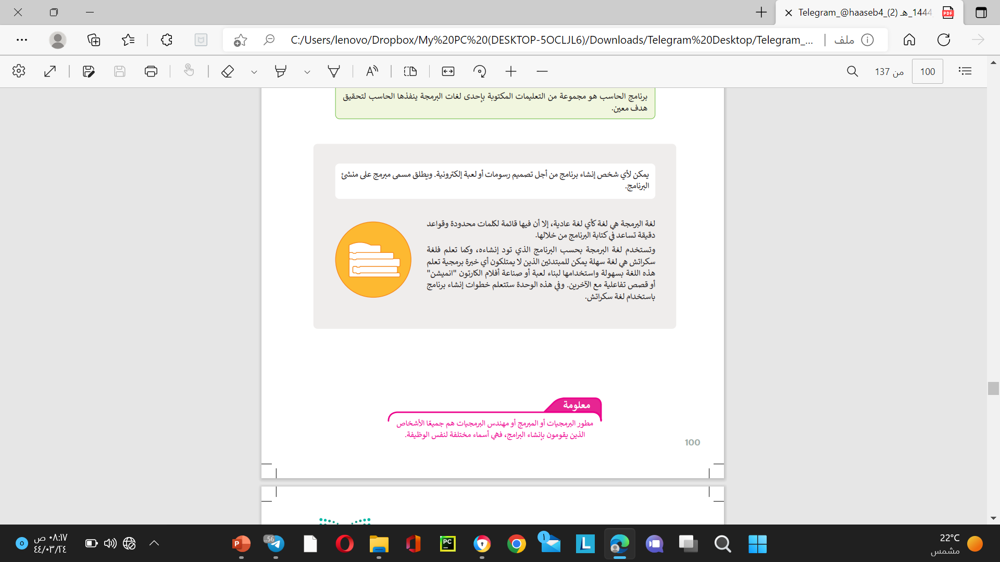 Telegram_@haaseb4_(2) _1444_هـ
C:/Users/lenovo/Dropbox/My%20PC%20(DESKTOP-5OCLJL6)/Downloads/Telegram%20Desktop/Telegram_...
ملف
100
من 137
برنامج الحاسب هو مجموعة من التعليمات المكتوبة بإحدى لغات البرمجة ينفذها الحاسب لتحقيق
هدف معين.
يمكن لأي شخص إنشاء برنامج من أجل تصميم رسومات أو لعبة إلكترونية. ويطلق مسمى مبرمج على منشئ
البرنامج.
لغة البرمجة هي لغة كأي لغة عادية، إلا أن فيها قائمة لكلمات محدودة وقواعد
دقيقة تساعد في كتابة البرنامج من خلالها.
وتستخدم لغة البرمجة بحسب البرنامج الذي تود إنشاءه، وكما تعلم فلغة
سكراتش هي لغة سهلة يمكن للمبتدئين الذين لا يمتلكون أي خبرة برمجية تعلم
هذه اللغة بسهولة واستخدامها لبناء لعبة أو صناعة أفلام الكارتون "انميشن"
أو قصص تفاعلية مع الآخرين. وفي هذه الوحدة ستتعلم خطوات إنشاء برنامج
باستخدام لغة سكراتش.
معلومة
مطور البرمجيات أو المبرمج أو مهندس البرمجيات هم جميعًا الأشخاص
الذين يقومون بإنشاء البرامج، فهي أسماء مختلفة لنفس الوظيفة.
100
22°C
مشمس
٠٨:١٧ ص
٤٤/٠٣/٢٤